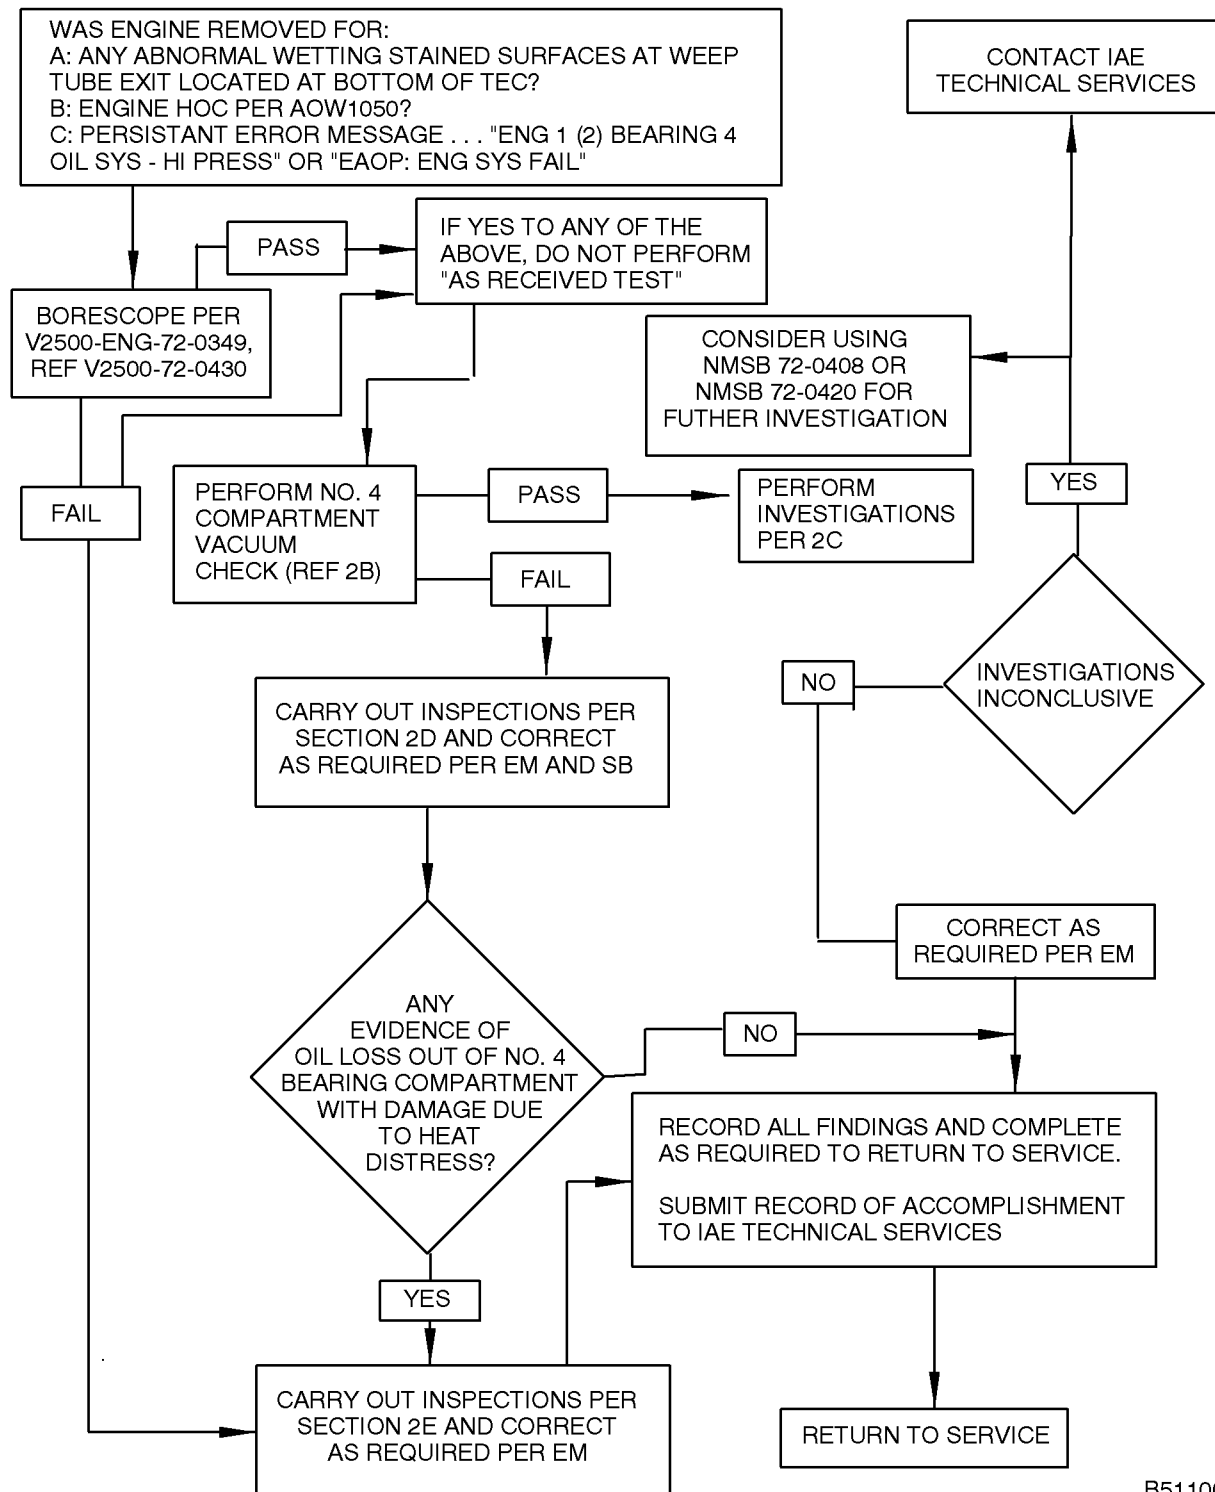 WAS ENGINE REMOVED FOR:
A: ANY ABNORMAL WETTING STAINED SURFACES AT WEEP
TUBE EXIT LOCATED AT BOTTOM OF TEC?
B: ENGINE HOC PER AOW1050?
C: PERSISTANT ERROR MESSAGE . . . "ENG 1 (2) BEARING 4
OIL SYS - HI PRESS" OR "EAOP: ENG SYS FAIL"
CONTACT IAE
TECHNICAL SERVICES
PASS
IF YES TO ANY OF THE
ABOVE, DO NOT PERFORM
"AS RECEIVED TEST"
BORESCOPE PER
V2500-ENG-72-0349,
REF V2500-72-0430
CONSIDER USING
NMSB 72-0408 OR
NMSB 72-0420 FOR
FUTHER INVESTIGATION
FAIL
PERFORM NO. 4
COMPARTMENT
VACUUM
CHECK (REF 2B)
PASS
PERFORM
INVESTIGATIONS
PER 2C
YES
FAIL
INVESTIGATIONS
INCONCLUSIVE
NO
CARRY OUT INSPECTIONS PER
SECTION 2D AND CORRECT
AS REQUIRED PER EM AND SB
CORRECT AS
REQUIRED PER EM
ANY
EVIDENCE OF
OIL LOSS OUT OF NO. 4
BEARING COMPARTMENT
WITH DAMAGE DUE
TO HEAT
DISTRESS?
NO
RECORD ALL FINDINGS AND COMPLETE
AS REQUIRED TO RETURN TO SERVICE.
SUBMIT RECORD OF ACCOMPLISHMENT
TO IAE TECHNICAL SERVICES
YES
CARRY OUT INSPECTIONS PER
SECTION 2E AND CORRECT
AS REQUIRED PER EM
RETURN TO SERVICE